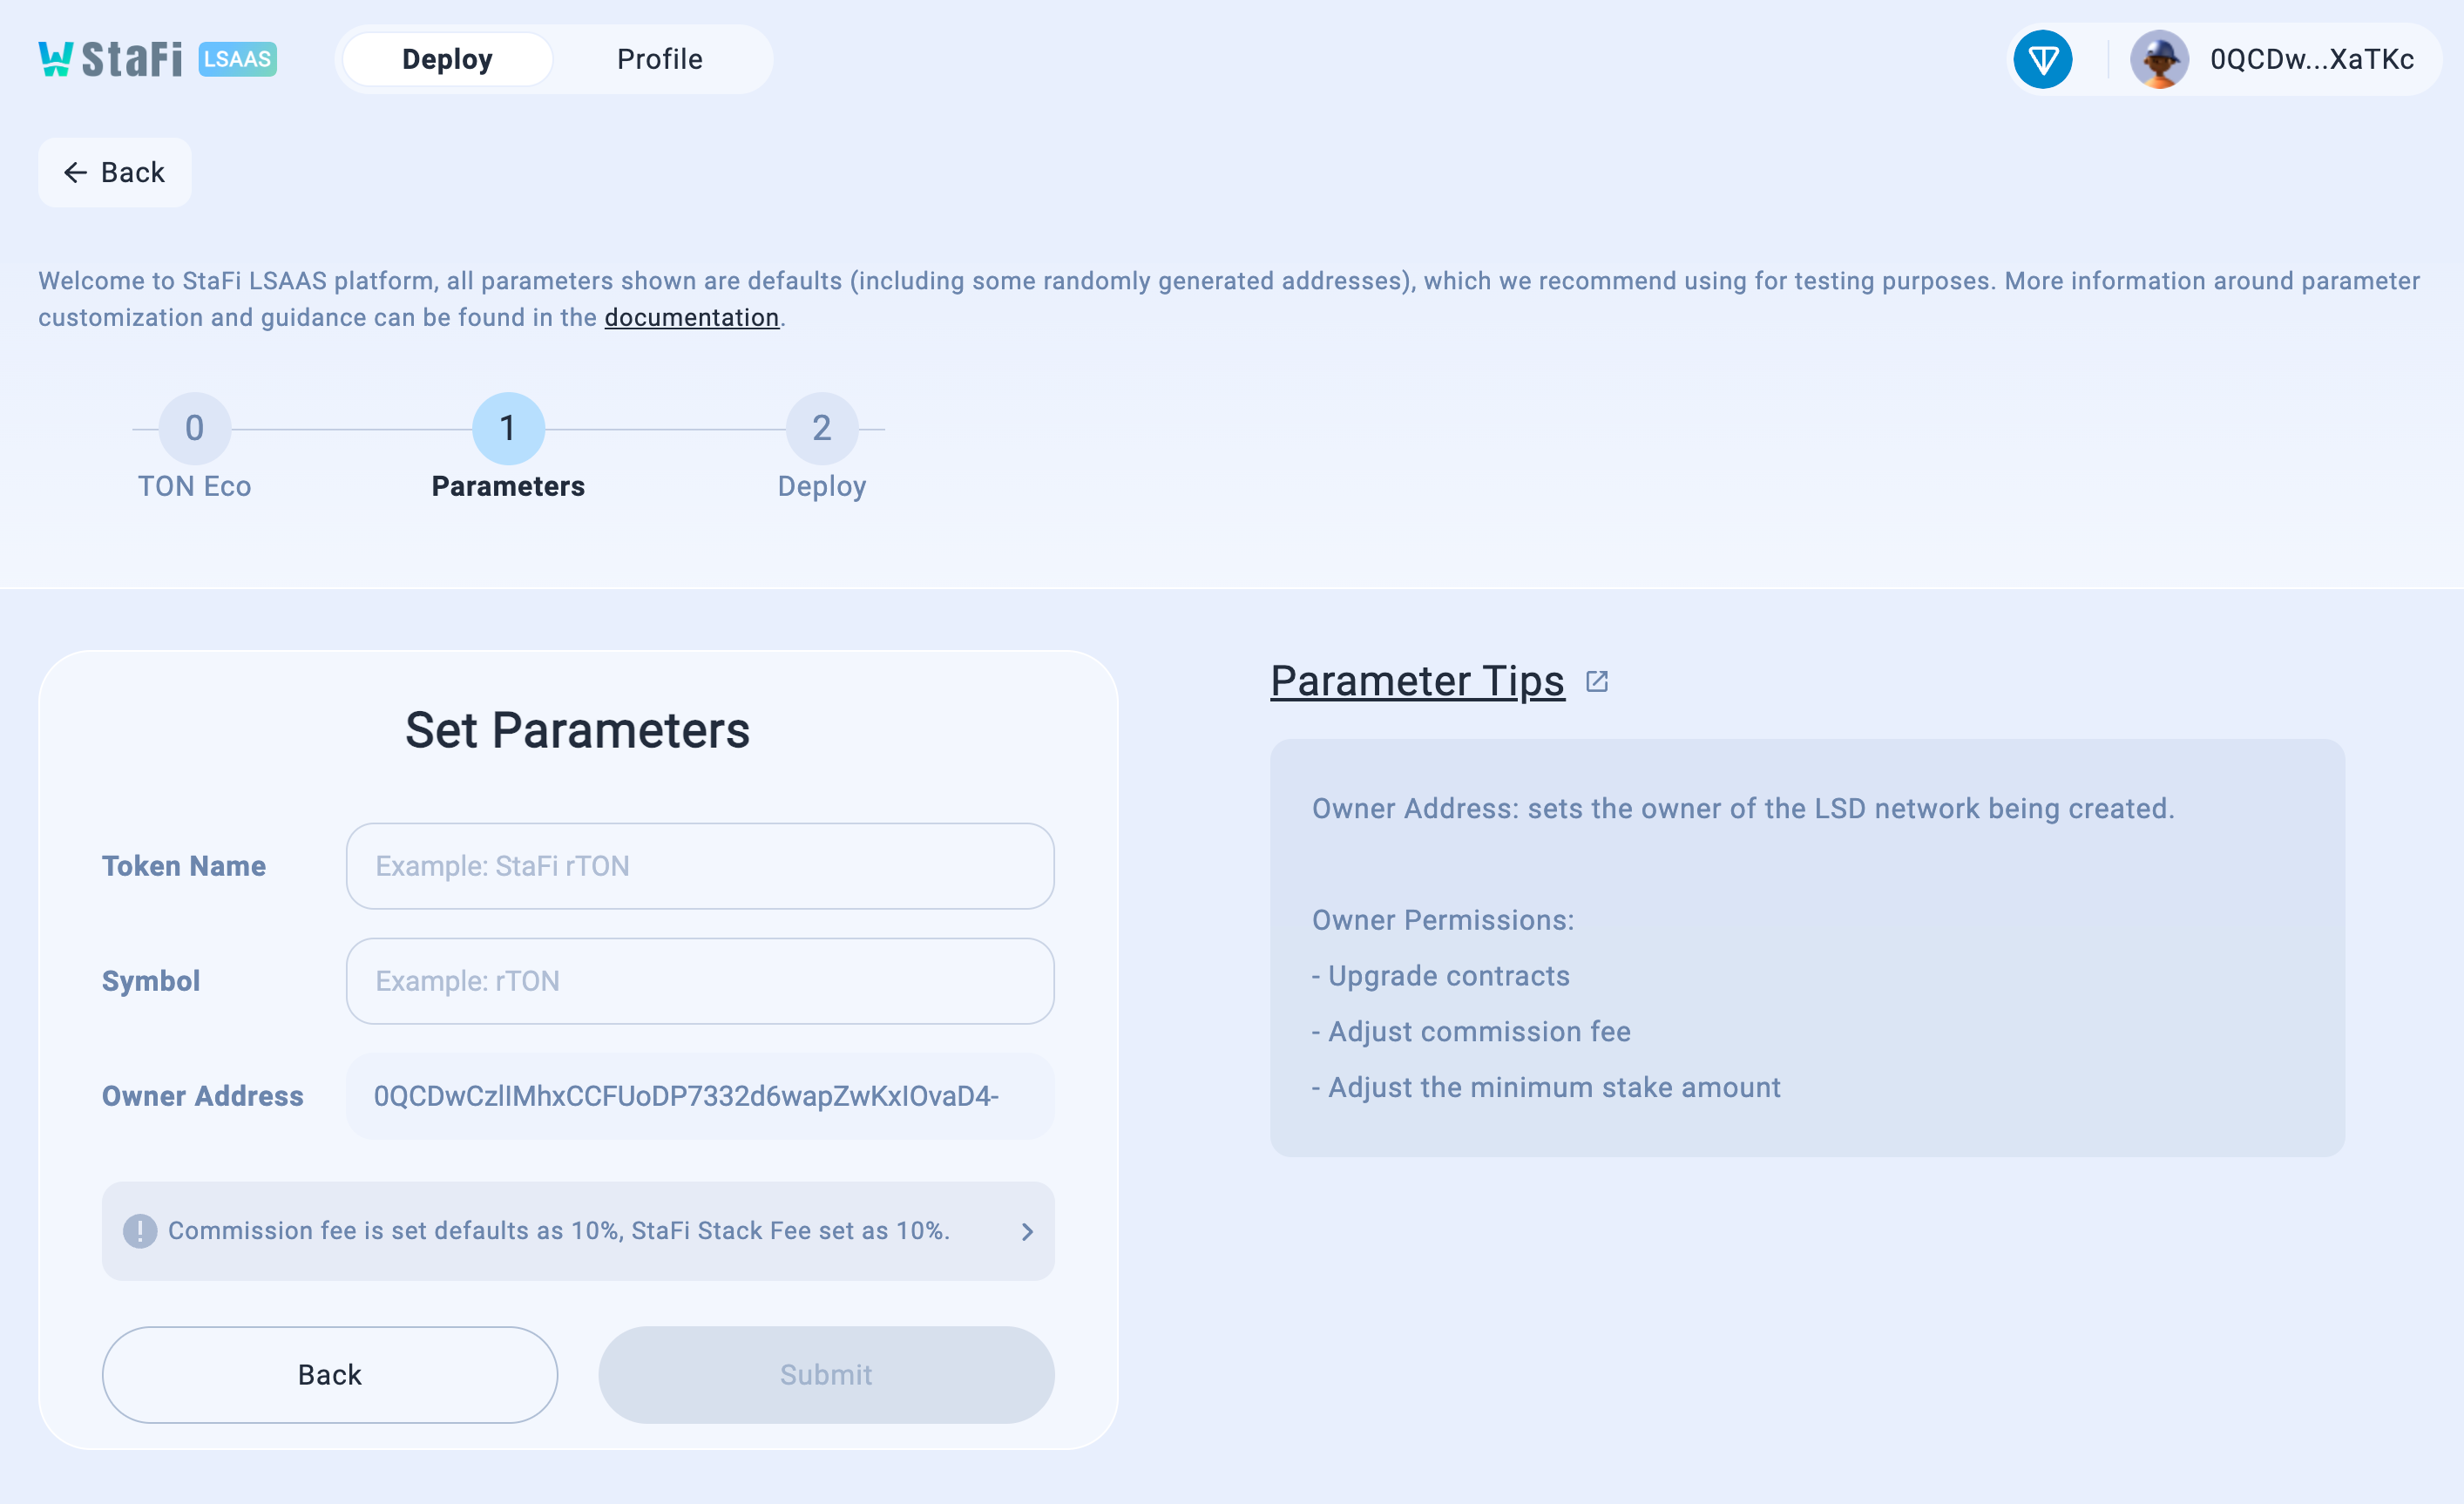 StaFi LSAAS Deploy Profile 0QCDw...XaTKc
Back
Welcome to StaFi LSAAS platform, all parameters shown are defaults (including some randomly generated addresses), which we recommend using for testing purposes. More information around parameter
customization and guidance can be found in the documentation.
0 1 2
TON Eco Parameters Deploy
Set Parameters
Token Name Example: StaFi rTON
Symbol Example: rTON
Owner Address 0QCDwCzlIMhxCCFUoDP7332d6wapZwKxIOvaD4-
! Commission fee is set defaults as 10%, StaFi Stack Fee set as 10%.
Back Submit
Parameter Tips
Owner Address: sets the owner of the LSD network being created.
Owner Permissions:
- Upgrade contracts
- Adjust commission fee
- Adjust the minimum stake amount